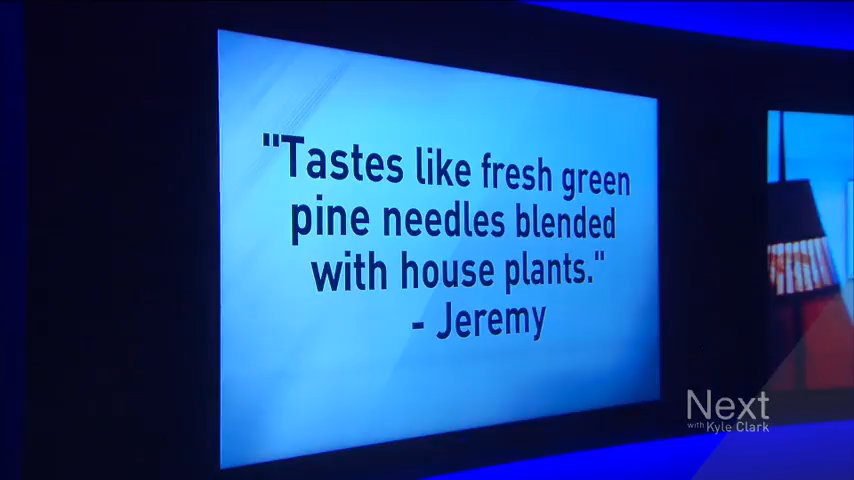 "Tastes like fresh green
pine needles blended
with house plants."
- Jeremy
Next
with Kyle Clark